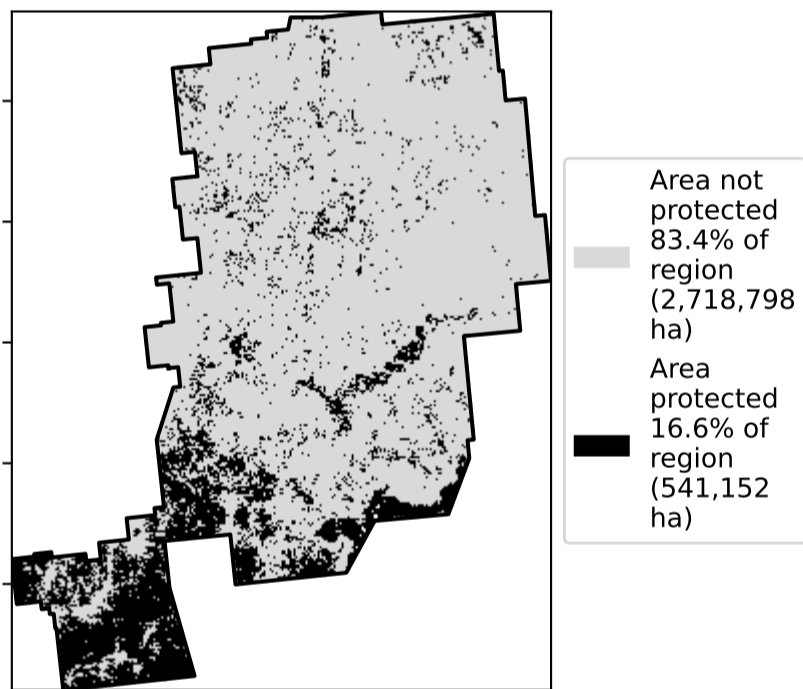 Area not
protected
83.4% of
region
(2,718,798
ha)
Area
protected
16.6% of
region
(541,152
ha)